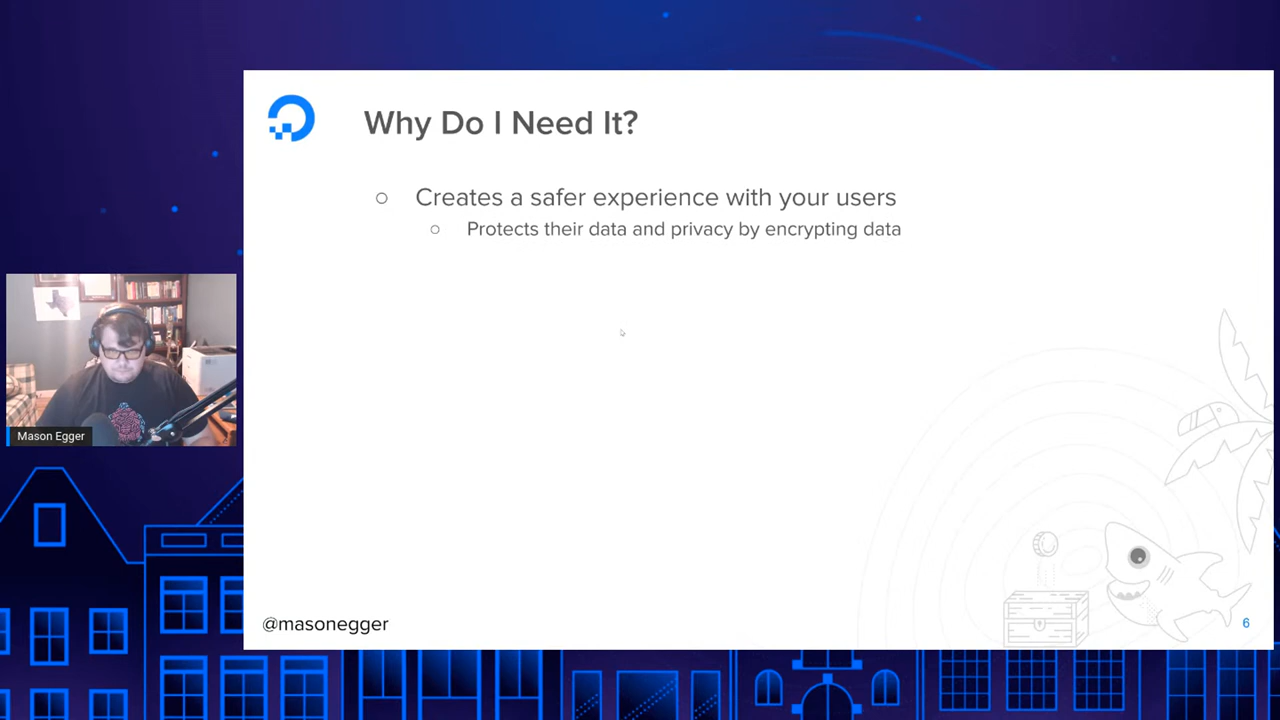 Why Do I Need It?
Creates a safer experience with your users
Protects their data and privacy by encrypting data
Mason Egger
@masonegger
6